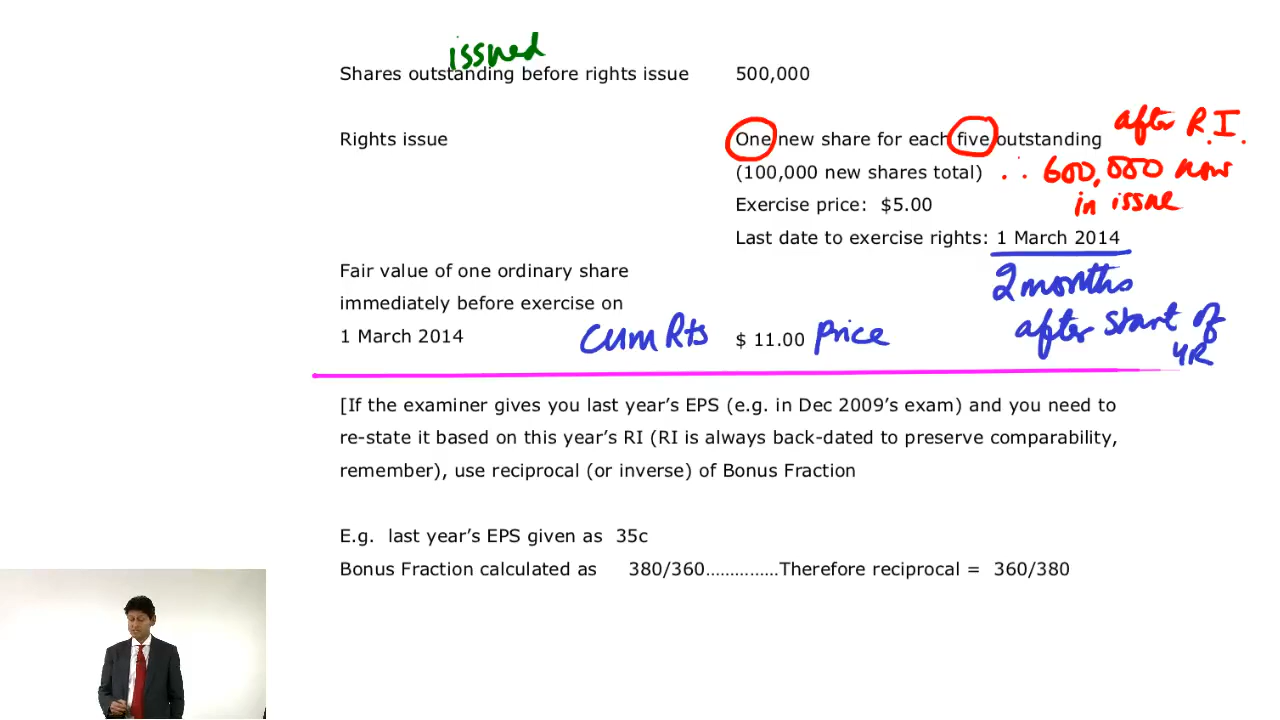 issued
Shares outstanding before rights issue 500,000
Rights issue One new share for each five outstanding after R.I.
(100,000 new shares total) ∴ 600,000 now
Exercise price: $5.00 in issue
Last date to exercise rights: 1 March 2014
Fair value of one ordinary share 2 months
immediately before exercise on after start of
1 March 2014 Cum Rts $ 11.00 Price YR
[If the examiner gives you last year’s EPS (e.g. in Dec 2009’s exam) and you need to
re-state it based on this year’s RI (RI is always back-dated to preserve comparability,
remember), use reciprocal (or inverse) of Bonus Fraction
E.g. last year’s EPS given as 35c
Bonus Fraction calculated as 380/360……………Therefore reciprocal = 360/380